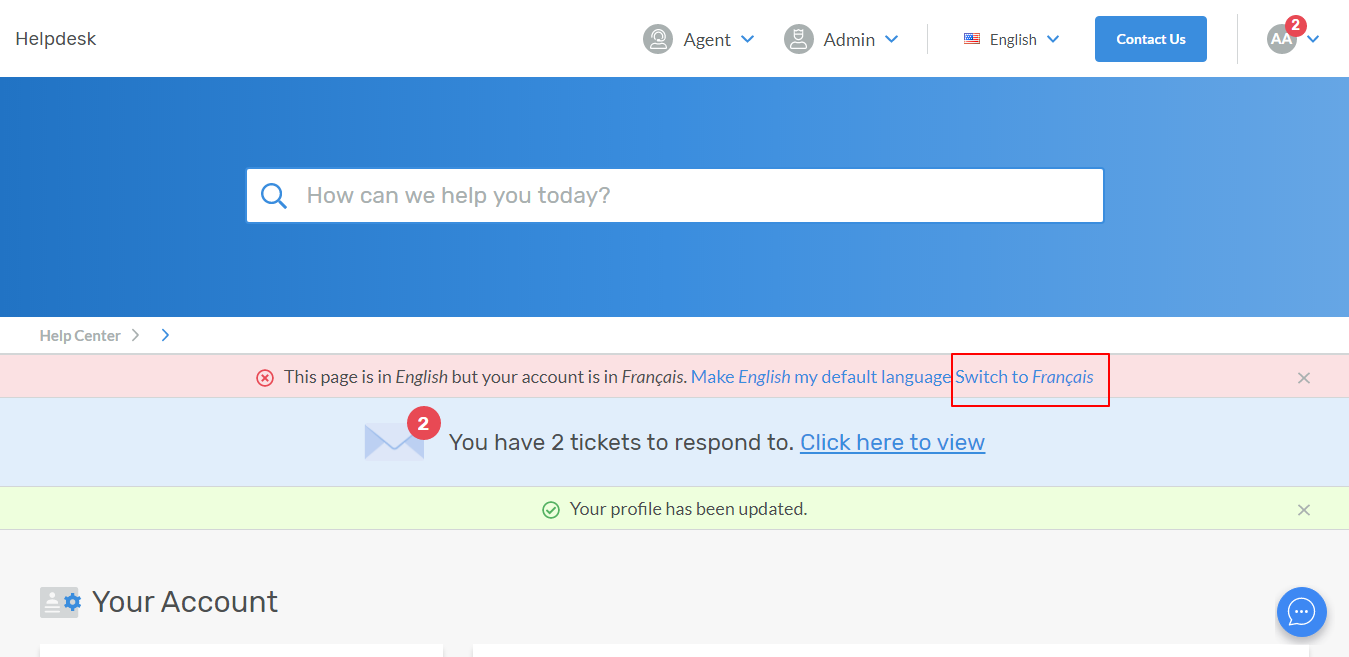 Helpdesk
Agent
Admin
English
Contact Us
AA
2
How can we help you today?
Help Center
This page is in English but your account is in Français. Make English my default language Switch to Français
2
You have 2 tickets to respond to. Click here to view
Your profile has been updated.
Your Account